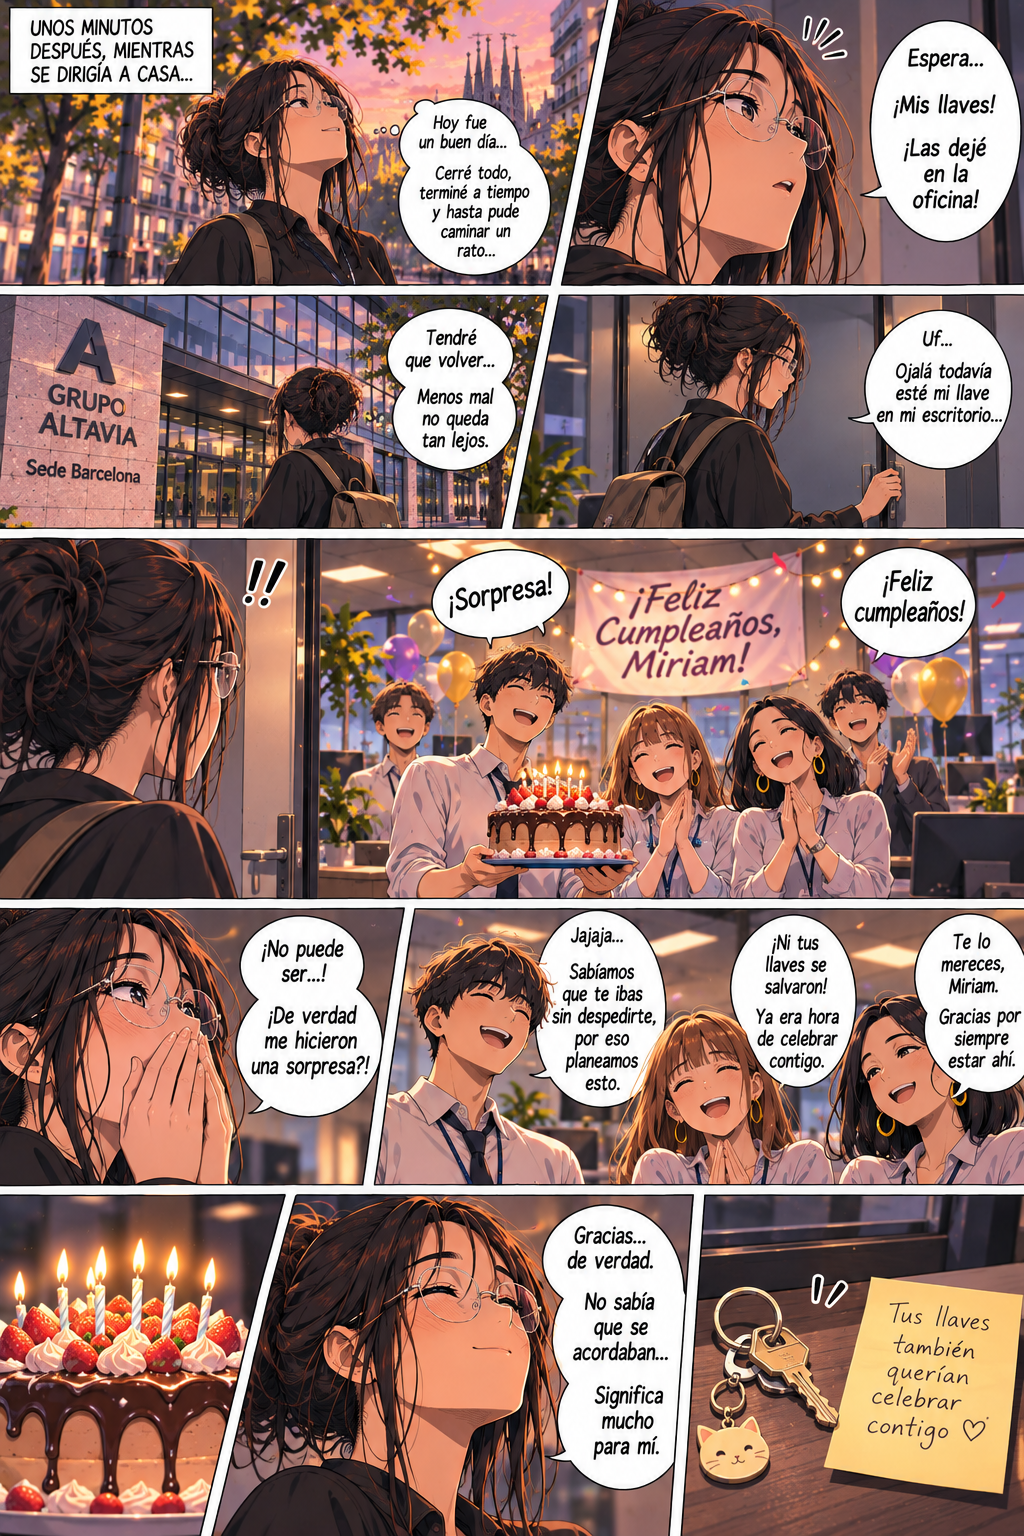 UNOS MINUTOS
DESPUÉS, MIENTRAS
SE DIRIGÍA A CASA...
Hoy fue
un buen día...
Cerré todo,
terminé a tiempo
y hasta pude
caminar un
rato...
Espera...
¡Mis llaves!
¡Las dejé
en la
oficina!
A
GRUPO
ALTAVIA
Sede Barcelona
Tendré
que volver...
Menos mal
no queda
tan lejos.
Uf...
Ojalá todavía
esté mi llave
en mi escritorio...
!!
¡Sorpresa!
¡Feliz
Cumpleaños,
Miriam!
¡Feliz
cumpleaños!
¡No puede
ser...!
¡De verdad
me hicieron
una sorpresa?!
Jajaja...
Sabíamos
que te ibas
sin despedirte,
por eso
planeamos
esto.
¡Ni tus
llaves se
salvaron!
Ya era hora
de celebrar
contigo.
Te lo
mereces,
Miriam.
Gracias por
siempre
estar ahí.
Gracias...
de verdad.
No sabía
que se
acordaban...
Significa
mucho
para mí.
Tus llaves
también
querían
celebrar
contigo ♡